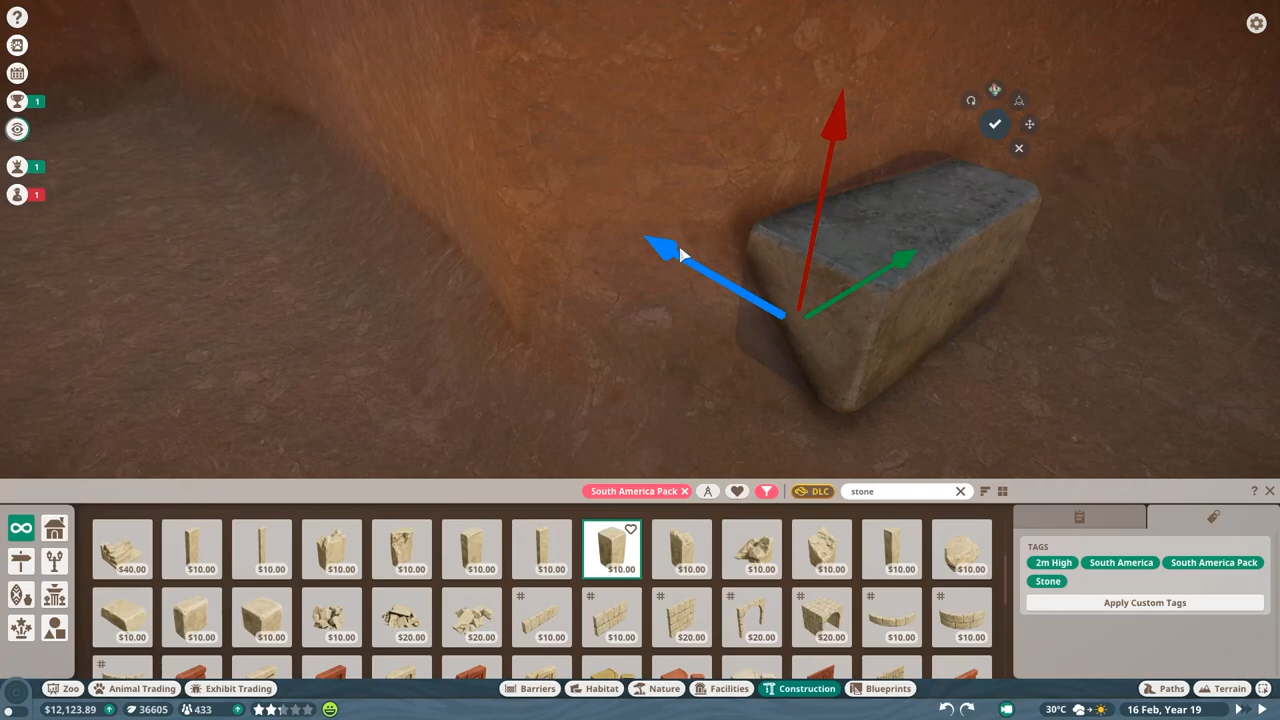 1
1
1
South America Pack
DLC
stone
?
$40.00 $10.00 $10.00 $10.00 $10.00 $10.00 $10.00 $10.00 $10.00 $10.00 $10.00 $10.00 $10.00
$10.00 $10.00 $10.00 $10.00 $20.00 $20.00 $10.00 $10.00 $20.00 $20.00 $20.00 $10.00 $10.00
TAGS
2m High South America South America Pack
Stone
Apply Custom Tags
Zoo Animal Trading Exhibit Trading Barriers Habitat Nature Facilities Construction Blueprints Paths Terrain
$12,123.89 36605 433 30°C 16 Feb, Year 19